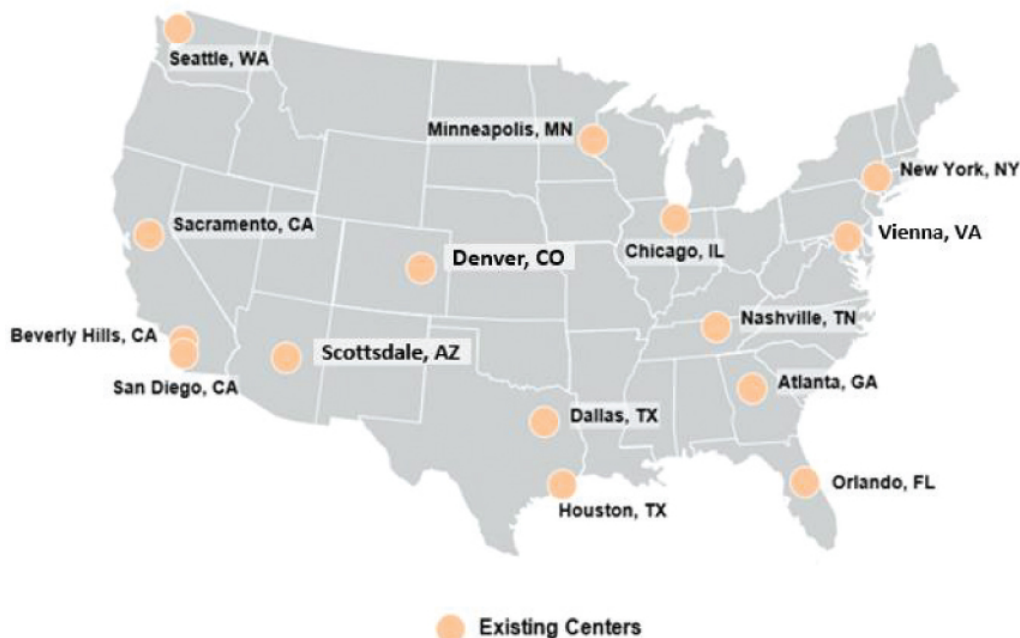 Seattle, WA
Minneapolis, MN
New York, NY
Sacramento, CA
Vienna, VA
Chicago, IL
Denver, CO
Nashville, TN
Beverly Hills, CA
Scottsdale, AZ
San Diego, CA
Atlanta, GA
Dallas, TX
Orlando, FL
Houston, TX
Existing Centers